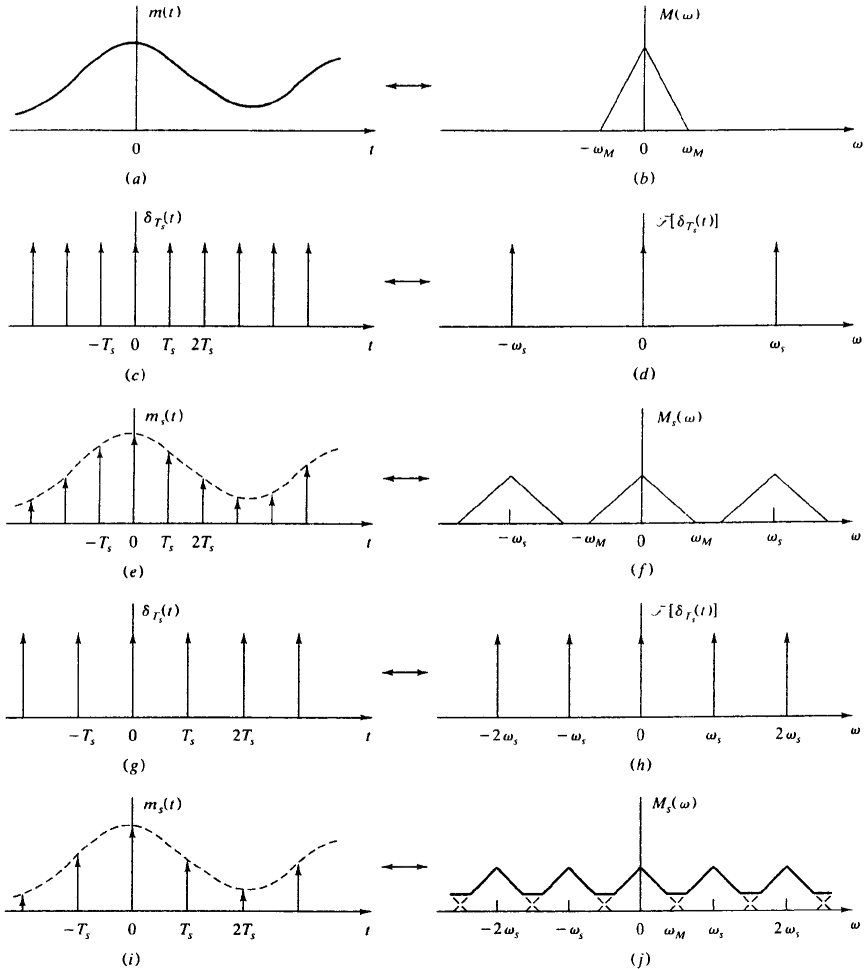 m(t) M(ω)
0 t −ω_M 0 ω_M ω
(a) (b)
δ_{T_s}(t) ℱ[δ_{T_s}(t)]
−T_s 0 T_s 2T_s t −ω_s 0 ω_s ω
(c) (d)
m_s(t) M_s(ω)
−T_s 0 T_s 2T_s t −ω_s −ω_M 0 ω_M ω_s ω
(e) (f)
δ_{T_s}(t) ℱ[δ_{T_s}(t)]
−T_s 0 T_s 2T_s t −2ω_s −ω_s 0 ω_s 2ω_s ω
(g) (h)
m_s(t) M_s(ω)
−T_s 0 T_s 2T_s t −2ω_s −ω_s 0 ω_M ω_s 2ω_s ω
(i) (j)